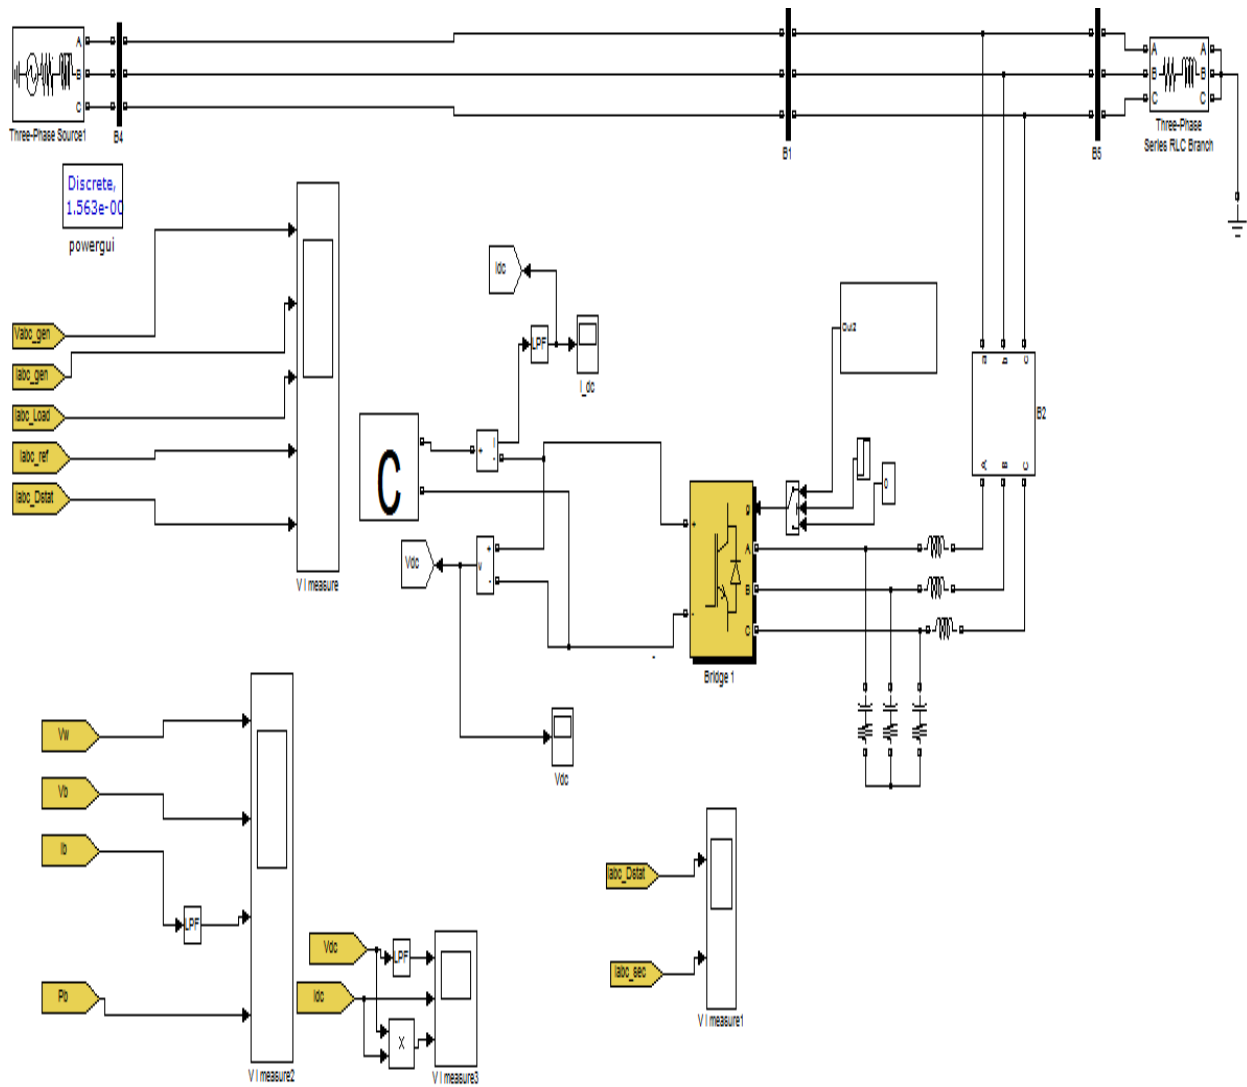 A
B
C
Three-Phase Source1
B4
B1
B5
A
B
C
A
B
C
Three-Phase
Series RLC Branch
Discrete,
1.563e-00
powergui
Vabc_gen
Iabc_gen
Iabc_Load
Iabc_ref
Iabc_Dstat
V I measure
Idc
LPF
I_dc
C
+
I
-
Vdc
+
v
-
Vdc
Out2
0
g
+
A
B
-
C
Bridge 1
a
b
c
B2
A
B
C
Vw
Vb
Ib
LPF
Pb
V I measure2
Vdc
LPF
Idc
X
V I measure3
Iabc_Dstat
Iabc_sec
V I measure1